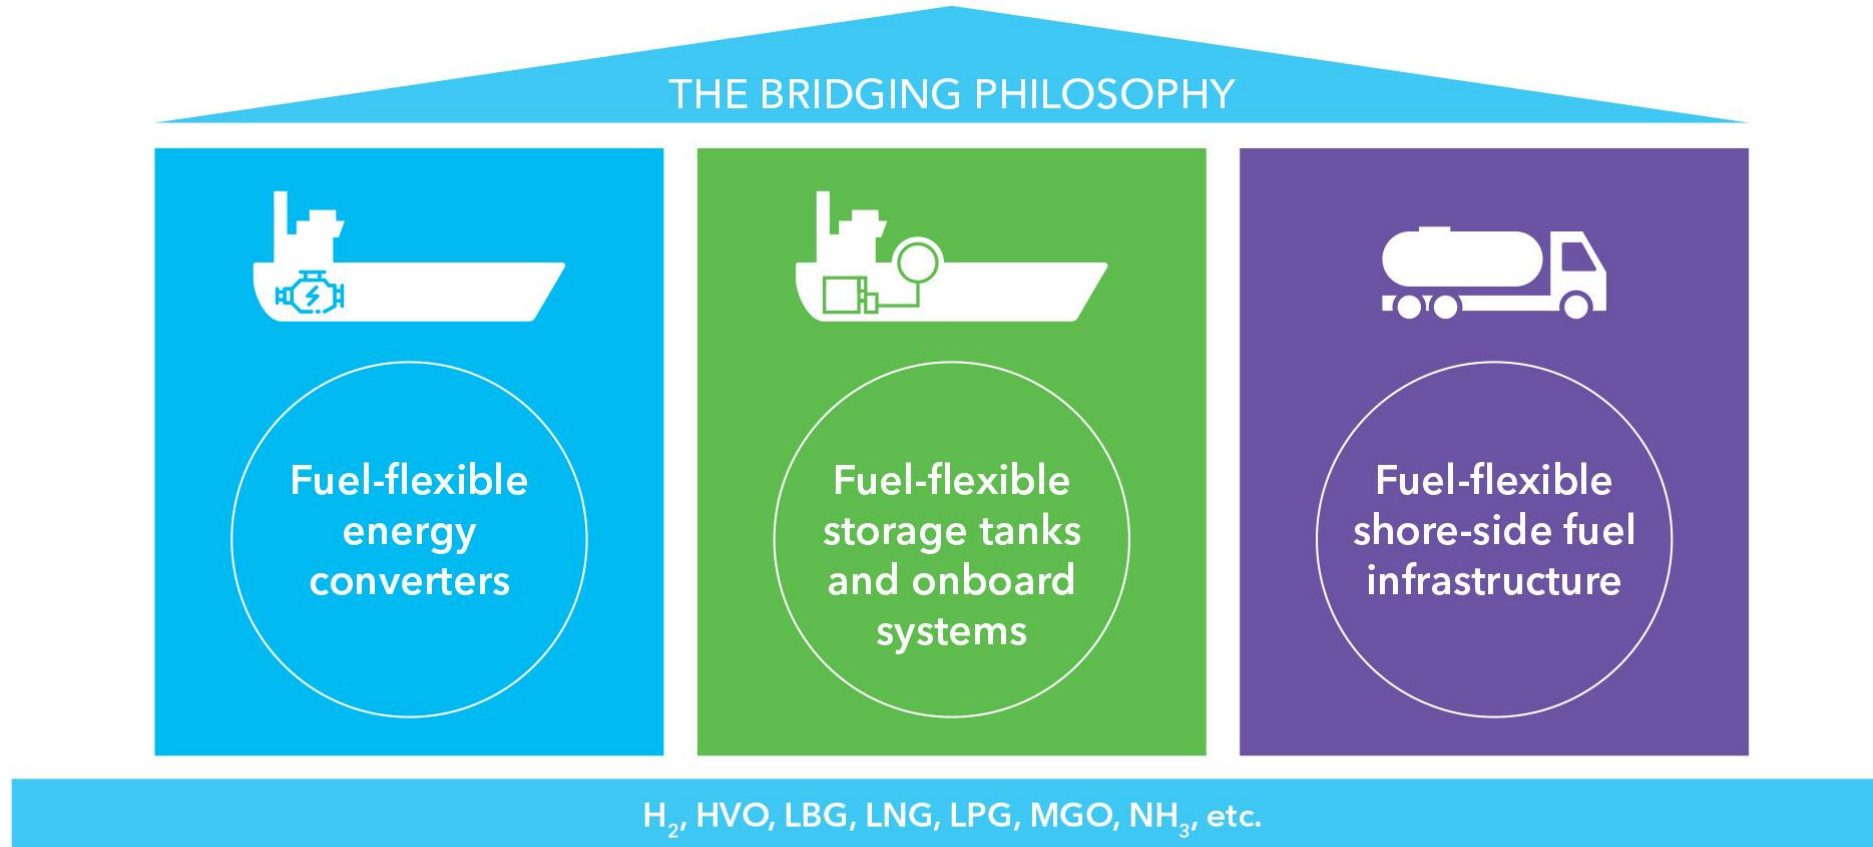 THE BRIDGING PHILOSOPHY
Fuel-flexible
energy
converters
Fuel-flexible
storage tanks
and onboard
systems
Fuel-flexible
shore-side fuel
infrastructure
H₂, HVO, LBG, LNG, LPG, MGO, NH₃, etc.